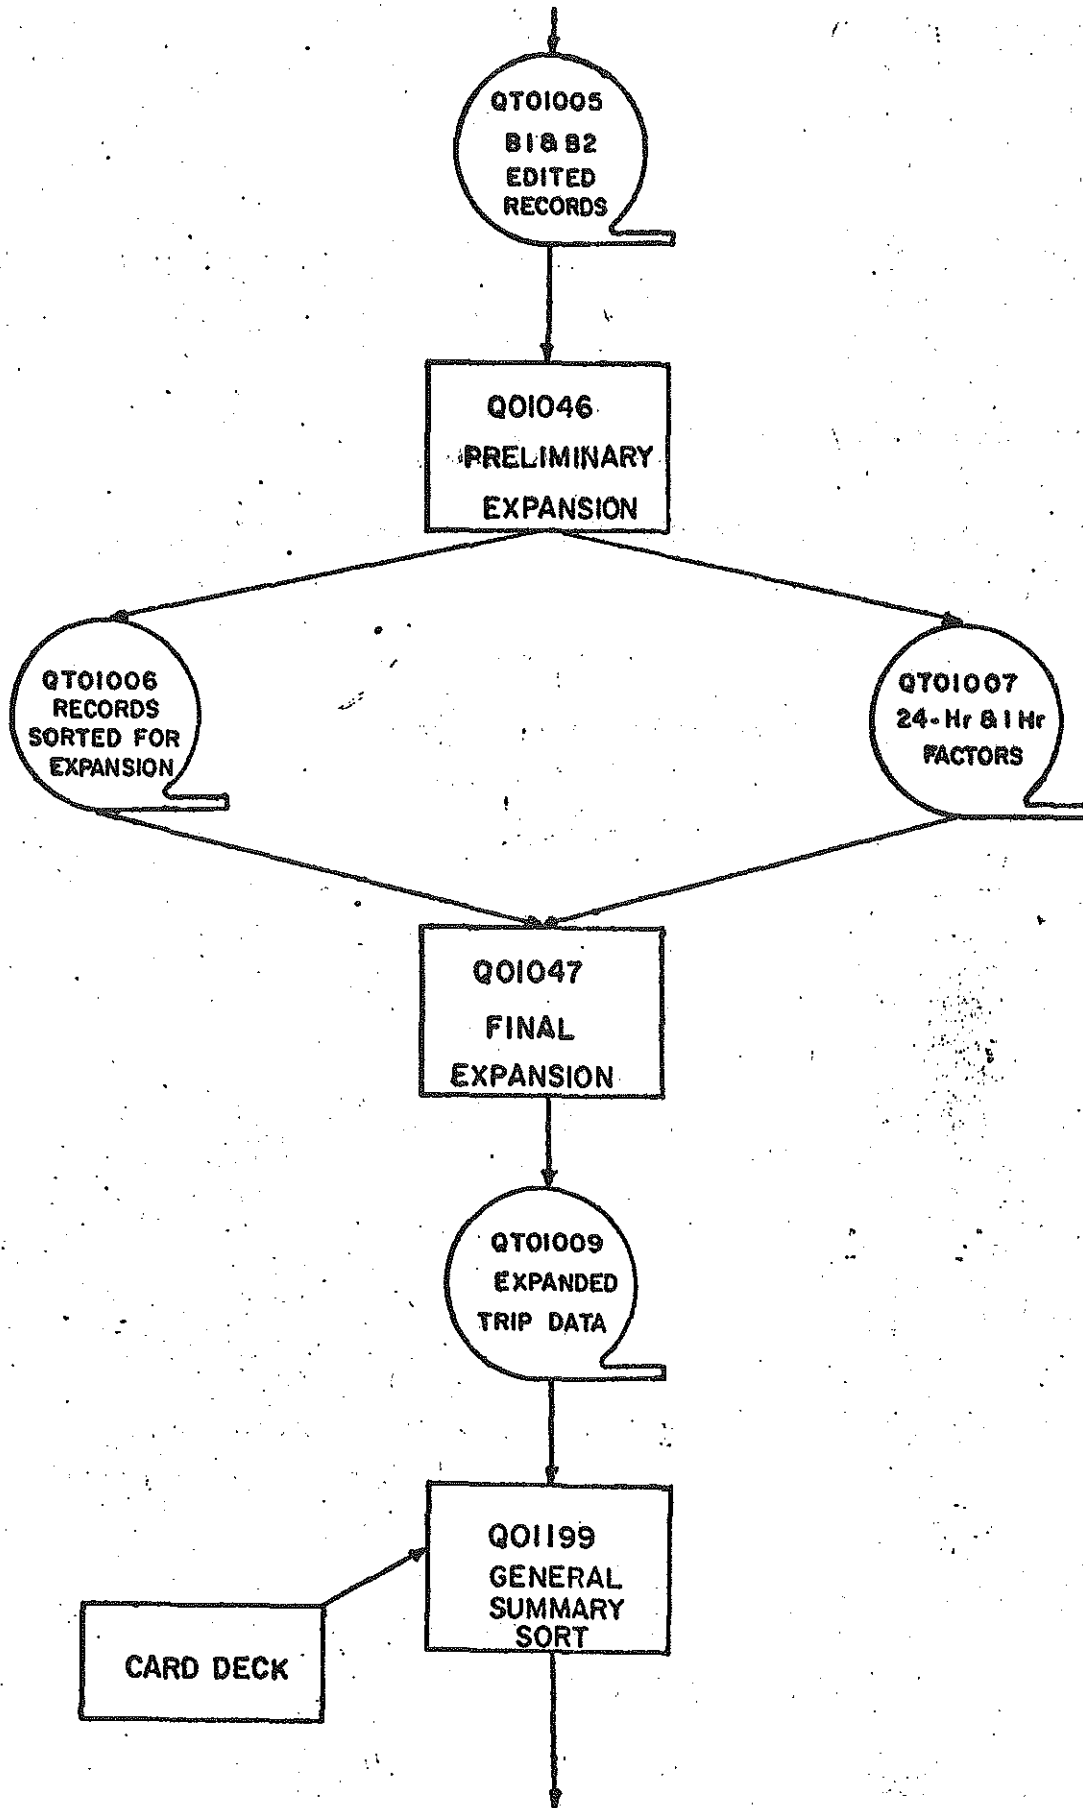 QT01005
B1 & B2
EDITED
RECORDS
Q01046
PRELIMINARY
EXPANSION
QT01006
RECORDS
SORTED FOR
EXPANSION
QT01007
24-Hr & 1 Hr
FACTORS
Q01047
FINAL
EXPANSION
QT01009
EXPANDED
TRIP DATA
Q01199
GENERAL
SUMMARY
SORT
CARD DECK